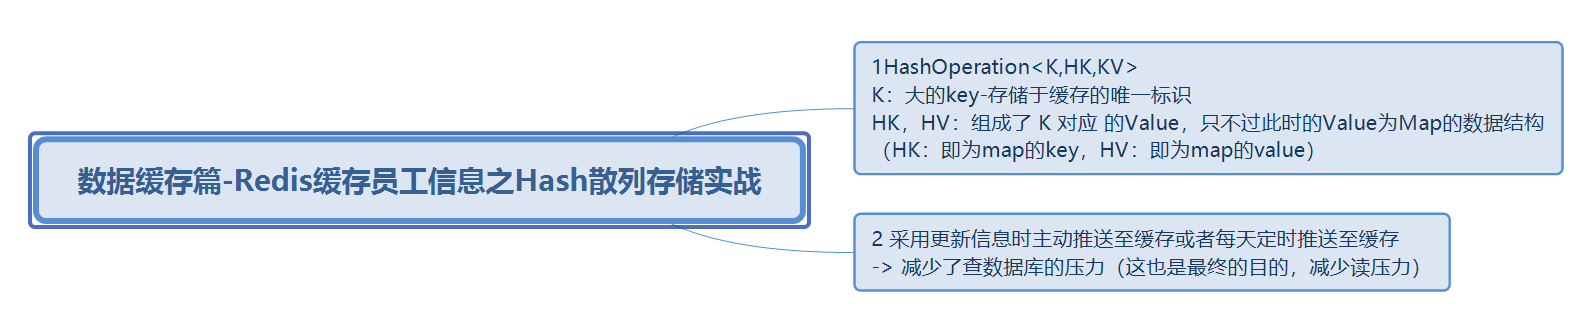 数据缓存篇-Redis缓存员工信息之Hash散列存储实战
1HashOperation<K,HK,KV>
K：大的key-存储于缓存的唯一标识
HK，HV：组成了 K 对应 的Value，只不过此时的Value为Map的数据结构
（HK：即为map的key，HV：即为map的value）
2 采用更新信息时主动推送至缓存或者每天定时推送至缓存
-> 减少了查数据库的压力（这也是最终的目的，减少读压力）